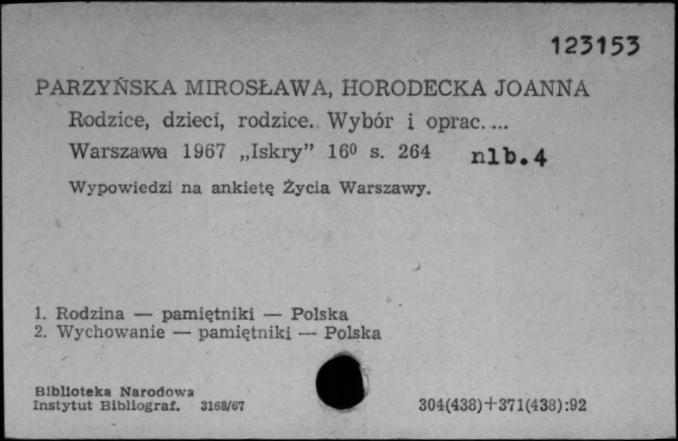 123153
PARZYŃSKA MIROSŁAWA, HORODECKA JOANNA
Rodzice, dzieci, rodzice. Wybór i oprac. ...
Warszawa 1967 „Iskry” 16⁰ s. 264 nlb.4
Wypowiedzi na ankietę Życia Warszawy.
1. Rodzina — pamiętniki — Polska
2. Wychowanie — pamiętniki — Polska
Biblioteka Narodowa
Instytut Bibliograf. 3168/67 304(438)+371(438):92